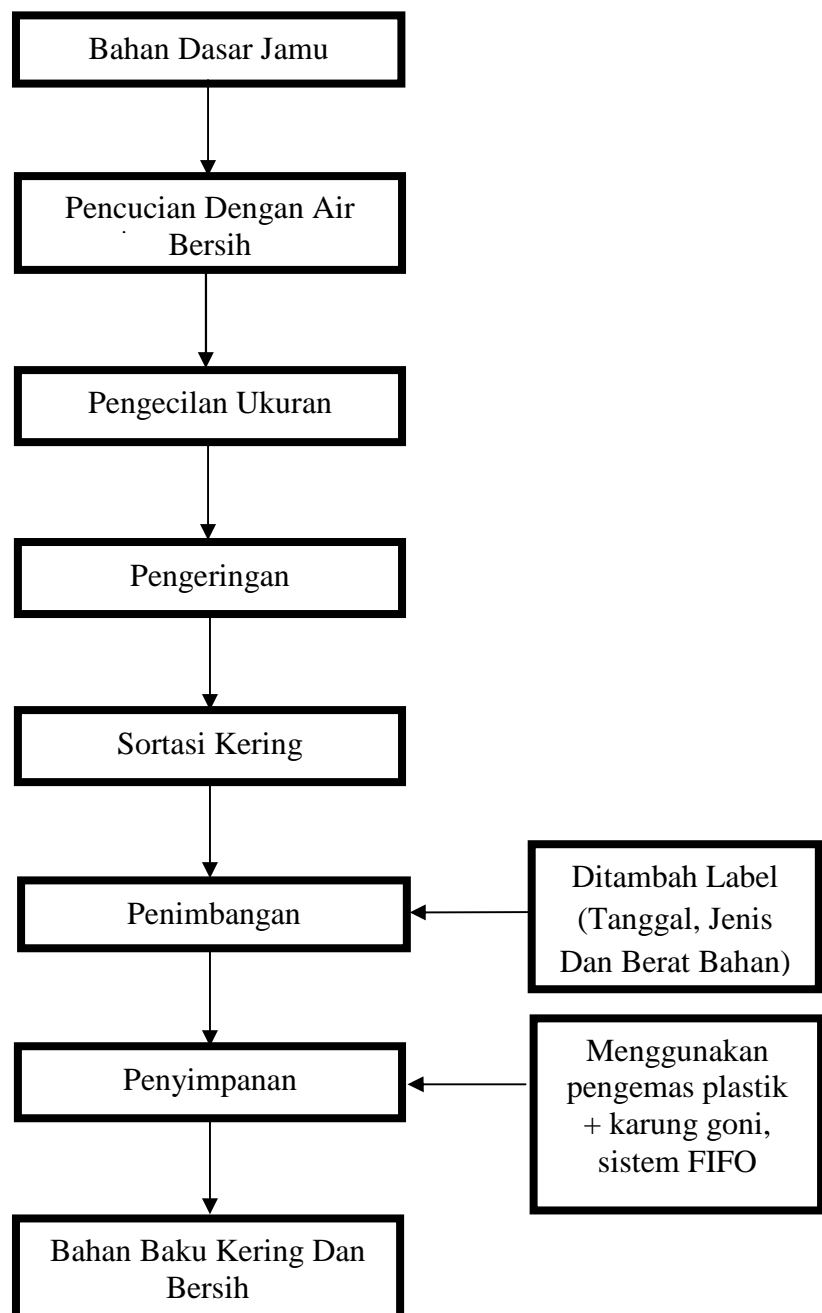 Bahan Dasar Jamu
Pencucian Dengan Air
Bersih
Pengecilan Ukuran
Pengeringan
Sortasi Kering
Penimbangan
Ditambah Label
(Tanggal, Jenis
Dan Berat Bahan)
Penyimpanan
Menggunakan
pengemas plastik
+ karung goni,
sistem FIFO
Bahan Baku Kering Dan
Bersih